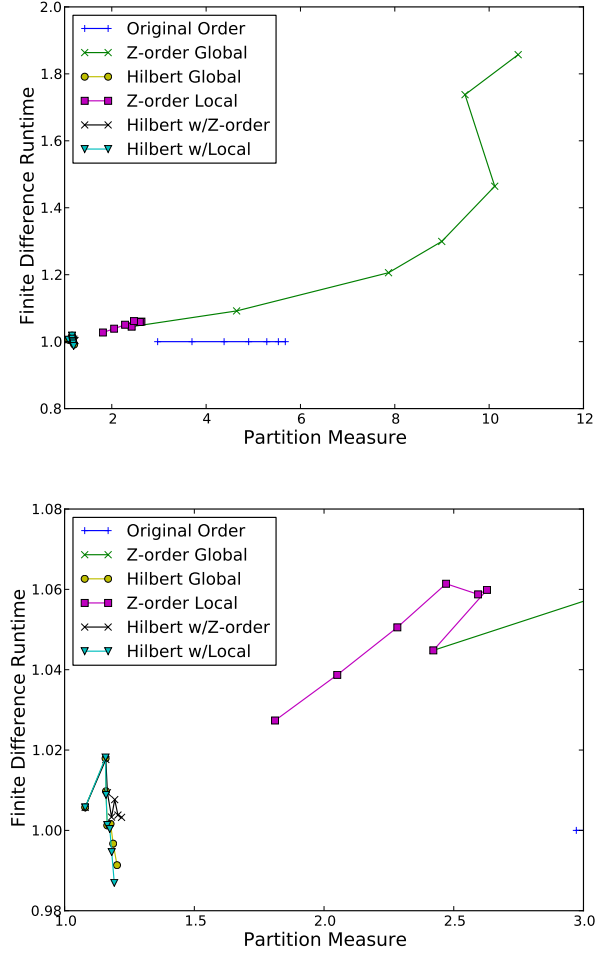 2.0
1.8
1.6
1.4
1.2
1.0
0.8
Finite Difference Runtime
Original Order
Z-order Global
Hilbert Global
Z-order Local
Hilbert w/Z-order
Hilbert w/Local
2 4 6 8 10 12
Partition Measure
1.08
1.06
1.04
1.02
1.00
0.98
Finite Difference Runtime
Original Order
Z-order Global
Hilbert Global
Z-order Local
Hilbert w/Z-order
Hilbert w/Local
1.0 1.5 2.0 2.5 3.0
Partition Measure